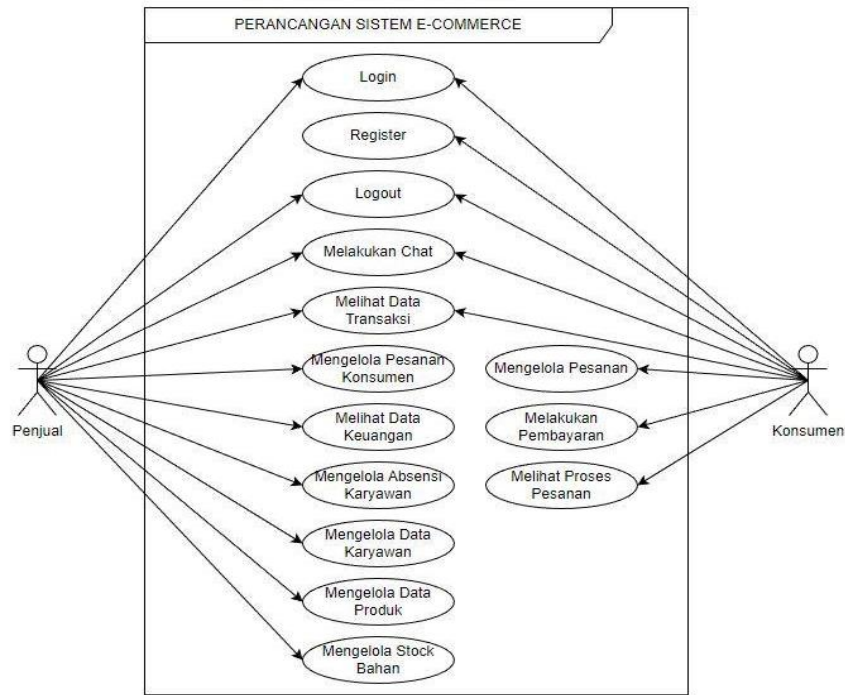 PERANCANGAN SISTEM E-COMMERCE
Login
Register
Logout
Melakukan Chat
Melihat Data
Transaksi
Mengelola Pesanan
Konsumen
Mengelola Pesanan
Melihat Data
Keuangan
Melakukan
Pembayaran
Mengelola Absensi
Karyawan
Melihat Proses
Pesanan
Mengelola Data
Karyawan
Mengelola Data
Produk
Mengelola Stock
Bahan
Penjual
Konsumen